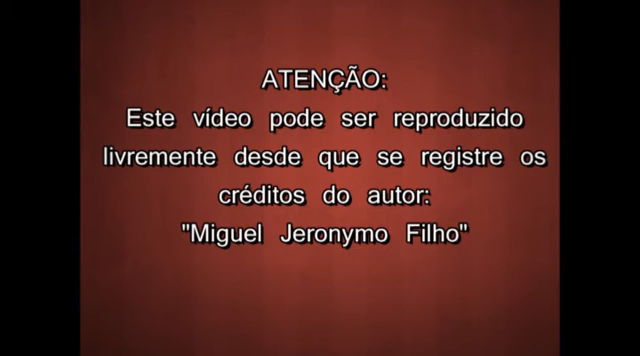 ATENÇÃO:
Este vídeo pode ser reproduzido
livremente desde que se registre os
créditos do autor:
"Miguel Jeronymo Filho"